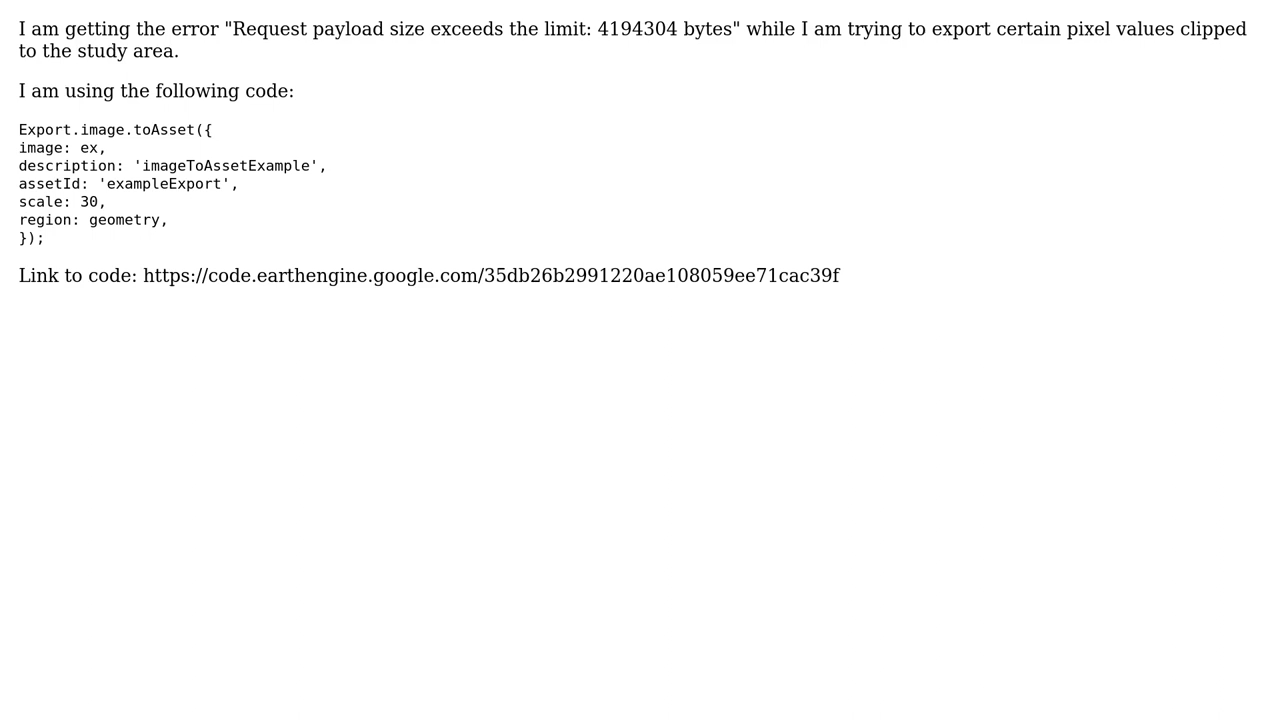 I am getting the error "Request payload size exceeds the limit: 4194304 bytes" while I am trying to export certain pixel values clipped
to the study area.
I am using the following code:
Export.image.toAsset({
image: ex,
description: 'imageToAssetExample',
assetId: 'exampleExport',
scale: 30,
region: geometry,
});
Link to code: https://code.earthengine.google.com/35db26b2991220ae108059ee71cac39f